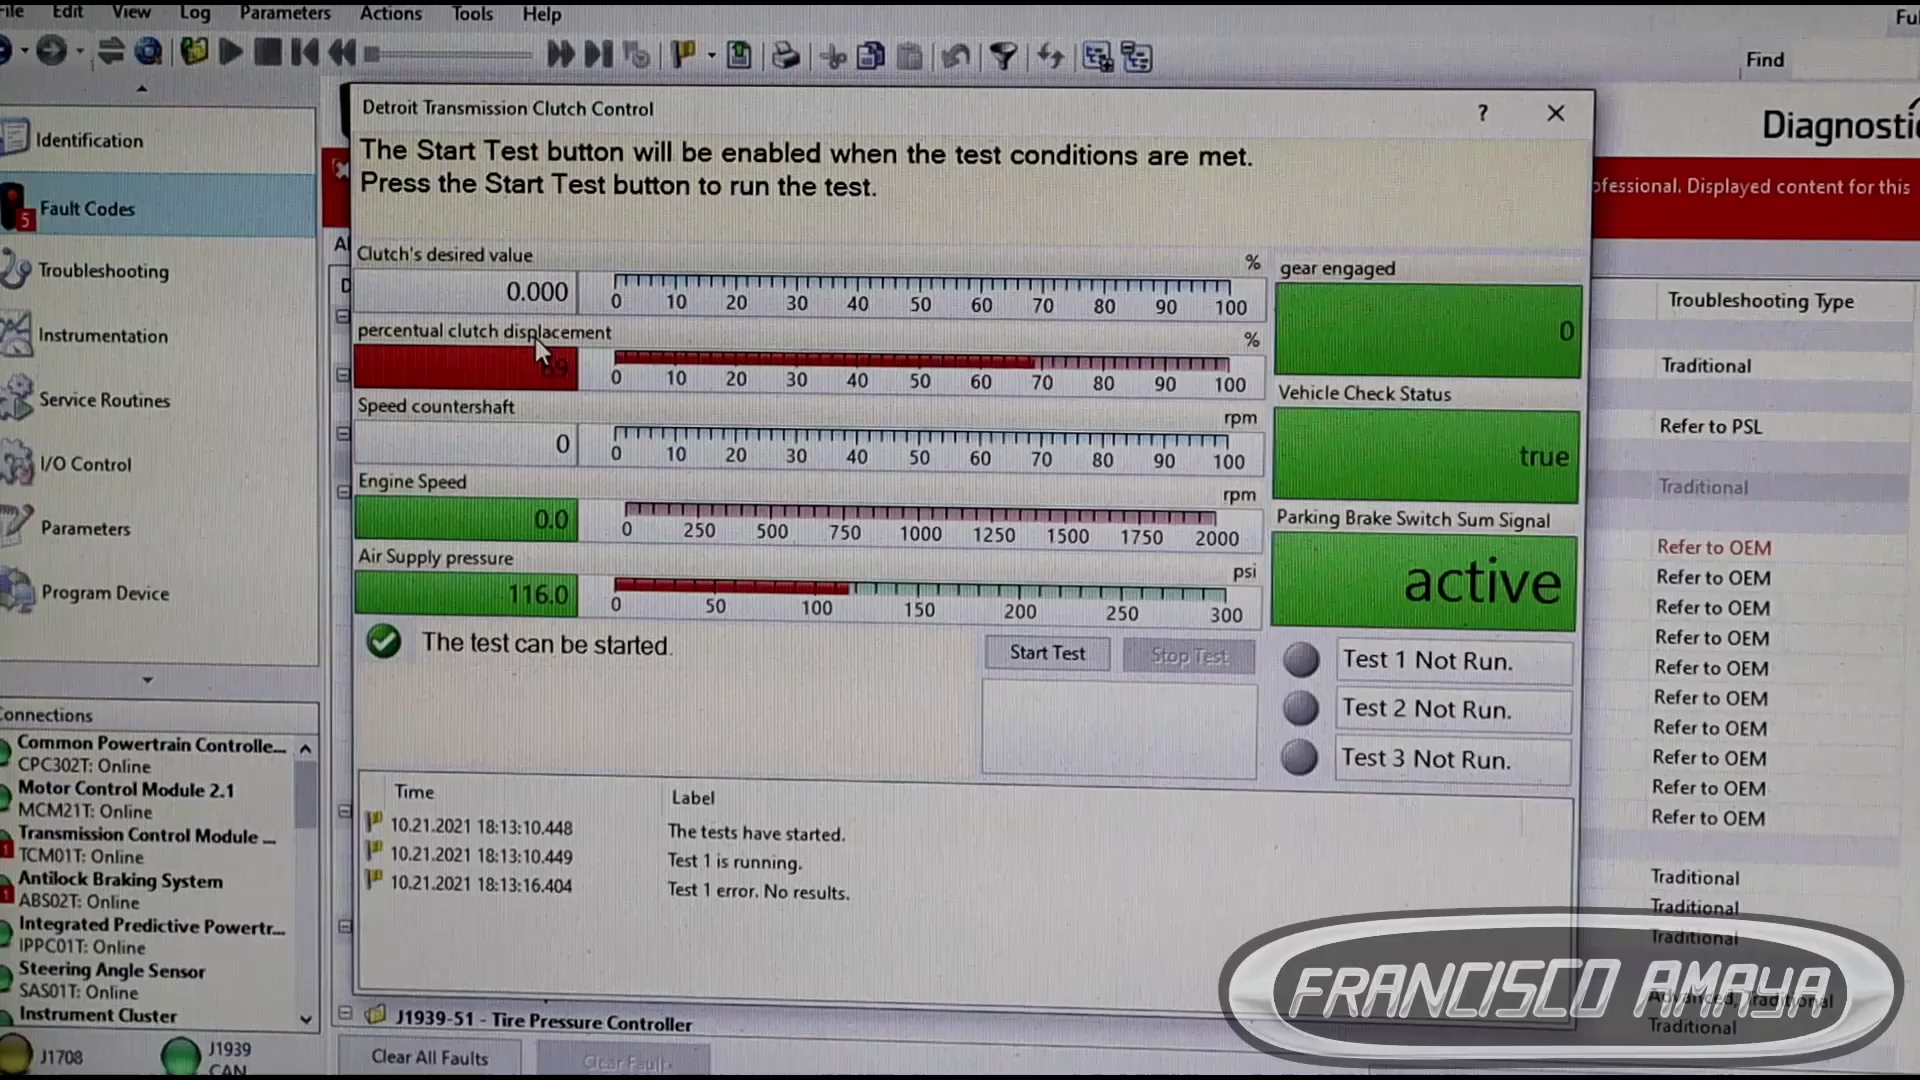 File Edit View Log Parameters Actions Tools Help
Find
Identification
Fault Codes
5
Troubleshooting
Instrumentation
Service Routines
I/O Control
Parameters
Program Device
Connections
Common Powertrain Controlle...
CPC302T: Online
Motor Control Module 2.1
MCM21T: Online
Transmission Control Module ...
TCM01T: Online
Antilock Braking System
ABS02T: Online
Integrated Predictive Powertr...
IPPC01T: Online
Steering Angle Sensor
SAS01T: Online
Instrument Cluster
J1708
J1939
CAN
Detroit Transmission Clutch Control
?
The Start Test button will be enabled when the test conditions are met.
Press the Start Test button to run the test.
Clutch's desired value
%
0.000
0 10 20 30 40 50 60 70 80 90 100
percentual clutch displacement
%
69
0 10 20 30 40 50 60 70 80 90 100
Speed countershaft
rpm
0
0 10 20 30 40 50 60 70 80 90 100
Engine Speed
rpm
0.0
0 250 500 750 1000 1250 1500 1750 2000
Air Supply pressure
psi
116.0
0 50 100 150 200 250 300
gear engaged
0
Vehicle Check Status
true
Parking Brake Switch Sum Signal
active
The test can be started.
Start Test
Stop Test
Test 1 Not Run.
Test 2 Not Run.
Test 3 Not Run.
Time Label
10.21.2021 18:13:10.448 The tests have started.
10.21.2021 18:13:10.449 Test 1 is running.
10.21.2021 18:13:16.404 Test 1 error. No results.
J1939-51 - Tire Pressure Controller
Clear All Faults
Clear Fault
ofessional. Displayed content for this
Troubleshooting Type
Traditional
Refer to PSL
Traditional
Refer to OEM
Refer to OEM
Refer to OEM
Refer to OEM
Refer to OEM
Refer to OEM
Refer to OEM
Refer to OEM
Refer to OEM
Refer to OEM
Traditional
Traditional
Traditional
Advanced, Traditional
Traditional
FRANCISCO AMAYA